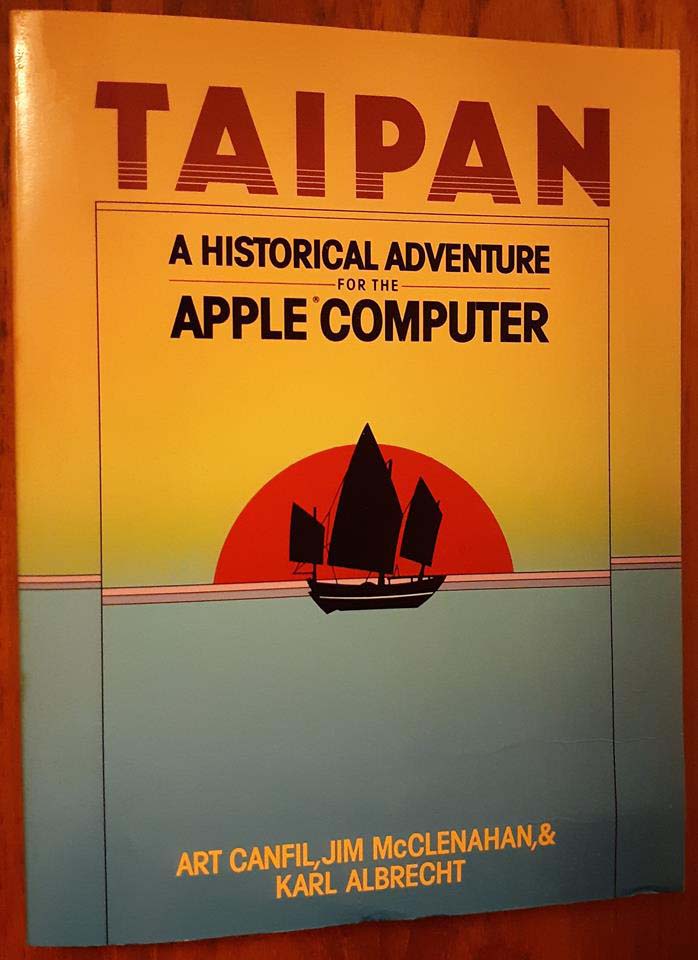 TAIPAN
A HISTORICAL ADVENTURE
FOR THE
APPLE® COMPUTER
ART CANFIL, JIM McCLENAHAN, &
KARL ALBRECHT